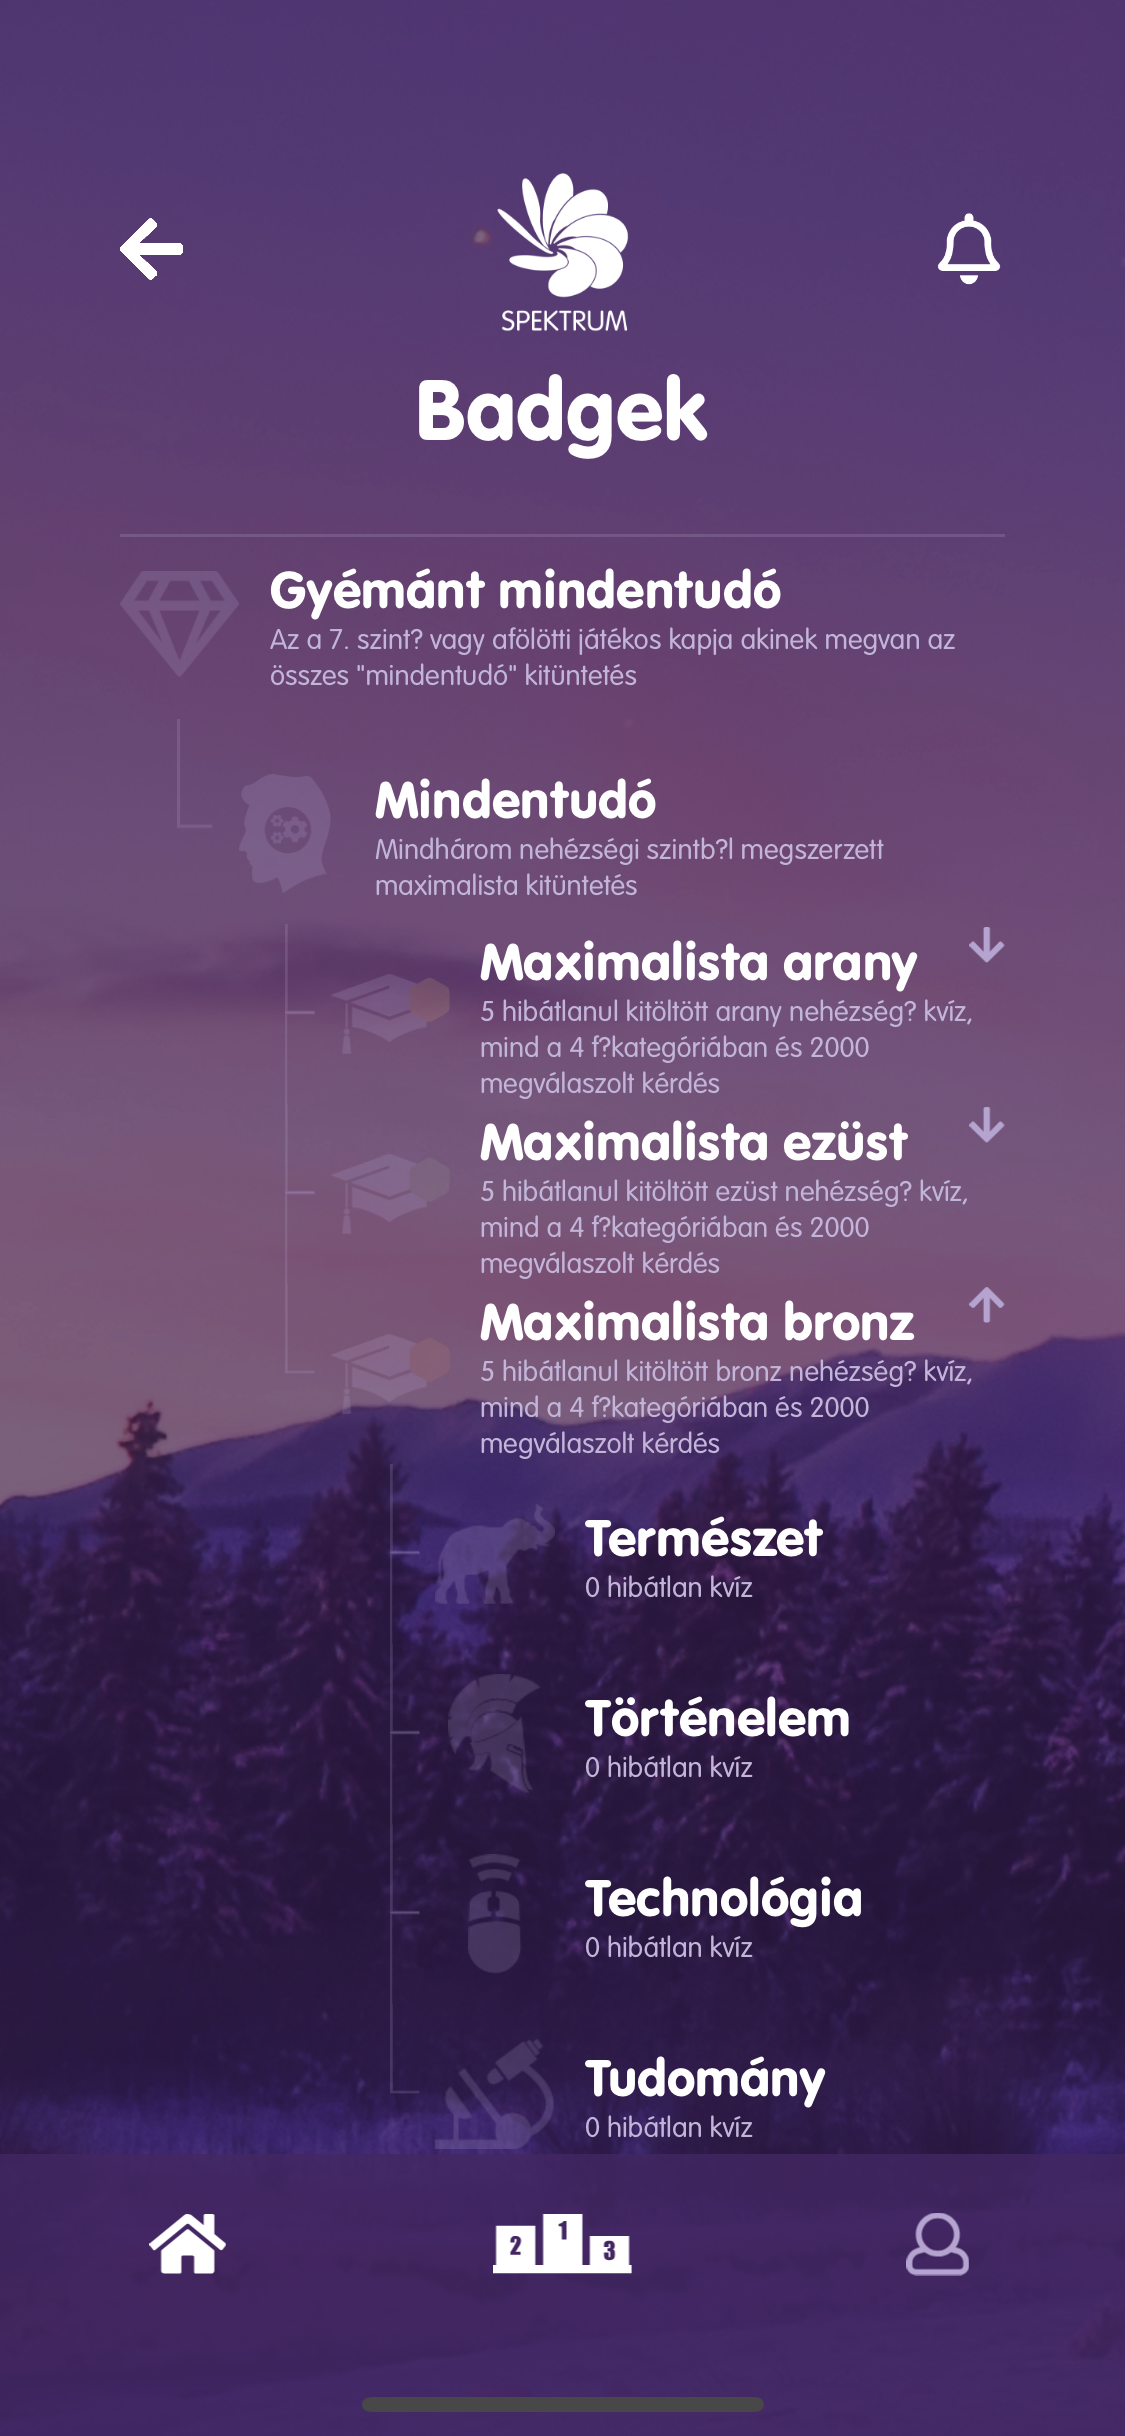 SPEKTRUM
Badgek
Gyémánt mindentudó
Az a 7. szint? vagy afölötti játékos kapja akinek megvan az
összes "mindentudó" kitüntetés
Mindentudó
Mindhárom nehézségi szintb?l megszerzett
maximalista kitüntetés
Maximalista arany
5 hibátlanul kitöltött arany nehézség? kvíz,
mind a 4 f?kategóriában és 2000
megválaszolt kérdés
Maximalista ezüst
5 hibátlanul kitöltött ezüst nehézség? kvíz,
mind a 4 f?kategóriában és 2000
megválaszolt kérdés
Maximalista bronz
5 hibátlanul kitöltött bronz nehézség? kvíz,
mind a 4 f?kategóriában és 2000
megválaszolt kérdés
Természet
0 hibátlan kvíz
Történelem
0 hibátlan kvíz
Technológia
0 hibátlan kvíz
Tudomány
0 hibátlan kvíz
2 1 3